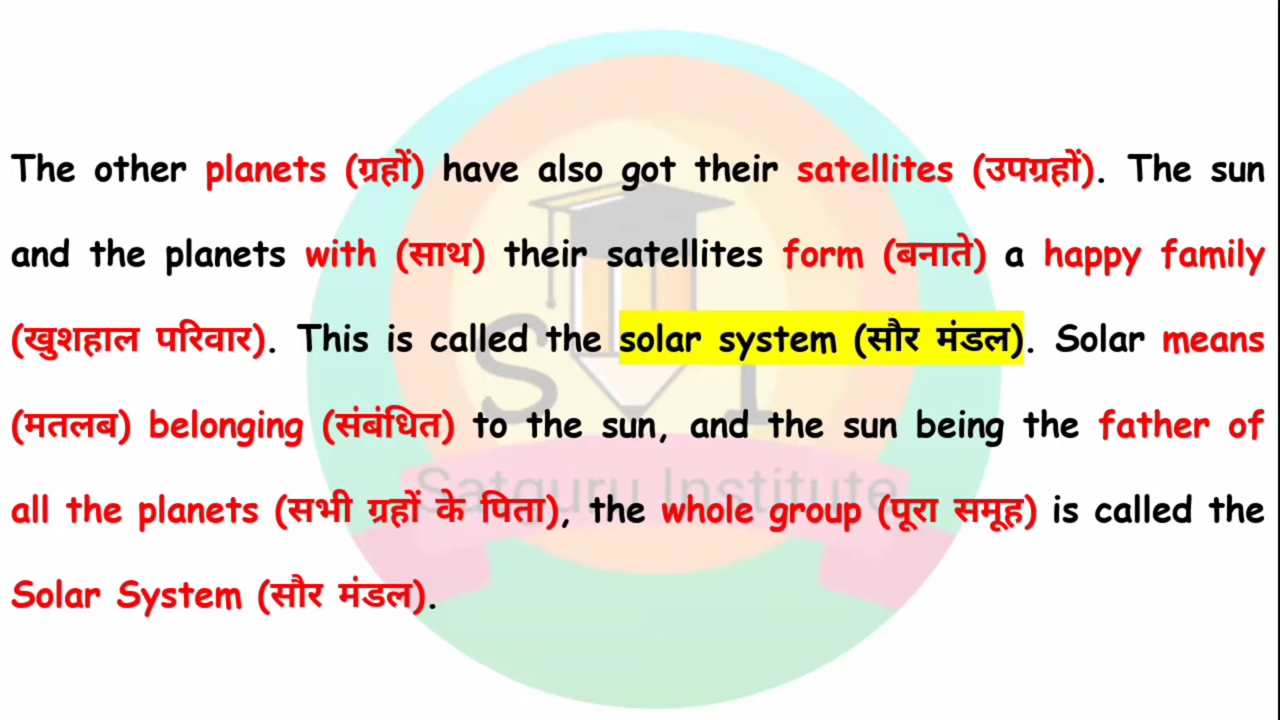 The other planets (ग्रहों) have also got their satellites (उपग्रहों). The sun
and the planets with (साथ) their satellites form (बनाते) a happy family
(खुशहाल परिवार). This is called the solar system (सौर मंडल). Solar means
(मतलब) belonging (संबंधित) to the sun, and the sun being the father of
all the planets (सभी ग्रहों के पिता), the whole group (पूरा समूह) is called the
Solar System (सौर मंडल).
S I
Satguru Institute